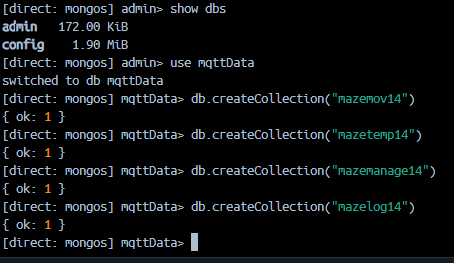 [direct: mongos] admin> show dbs
admin   172.00 KiB
config    1.90 MiB
[direct: mongos] admin> use mqttData
switched to db mqttData
[direct: mongos] mqttData> db.createCollection("mazemov14")
{ ok: 1 }
[direct: mongos] mqttData> db.createCollection("mazetemp14")
{ ok: 1 }
[direct: mongos] mqttData> db.createCollection("mazemanage14")
{ ok: 1 }
[direct: mongos] mqttData> db.createCollection("mazelog14")
{ ok: 1 }
[direct: mongos] mqttData>